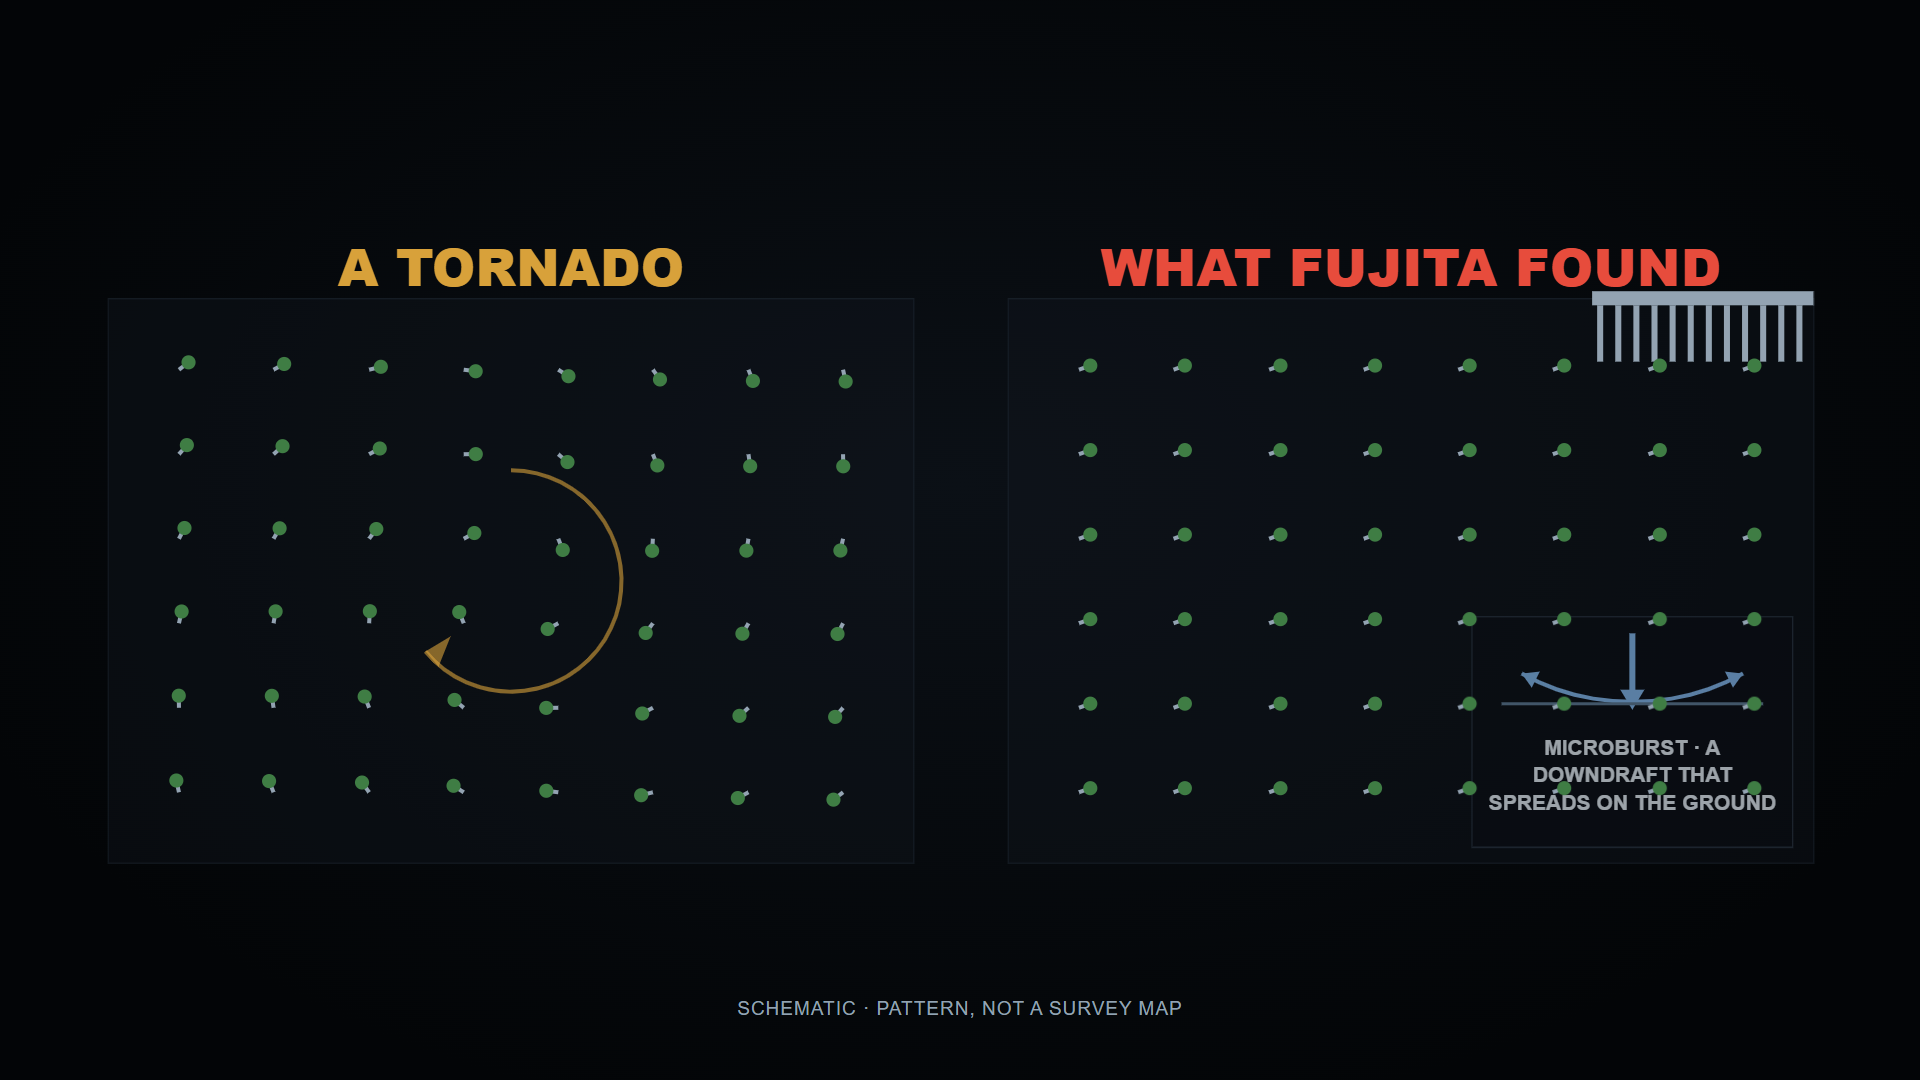 A TORNADO
WHAT FUJITA FOUND
MICROBURST · A
DOWNDRAFT THAT
SPREADS ON THE GROUND
SCHEMATIC · PATTERN, NOT A SURVEY MAP